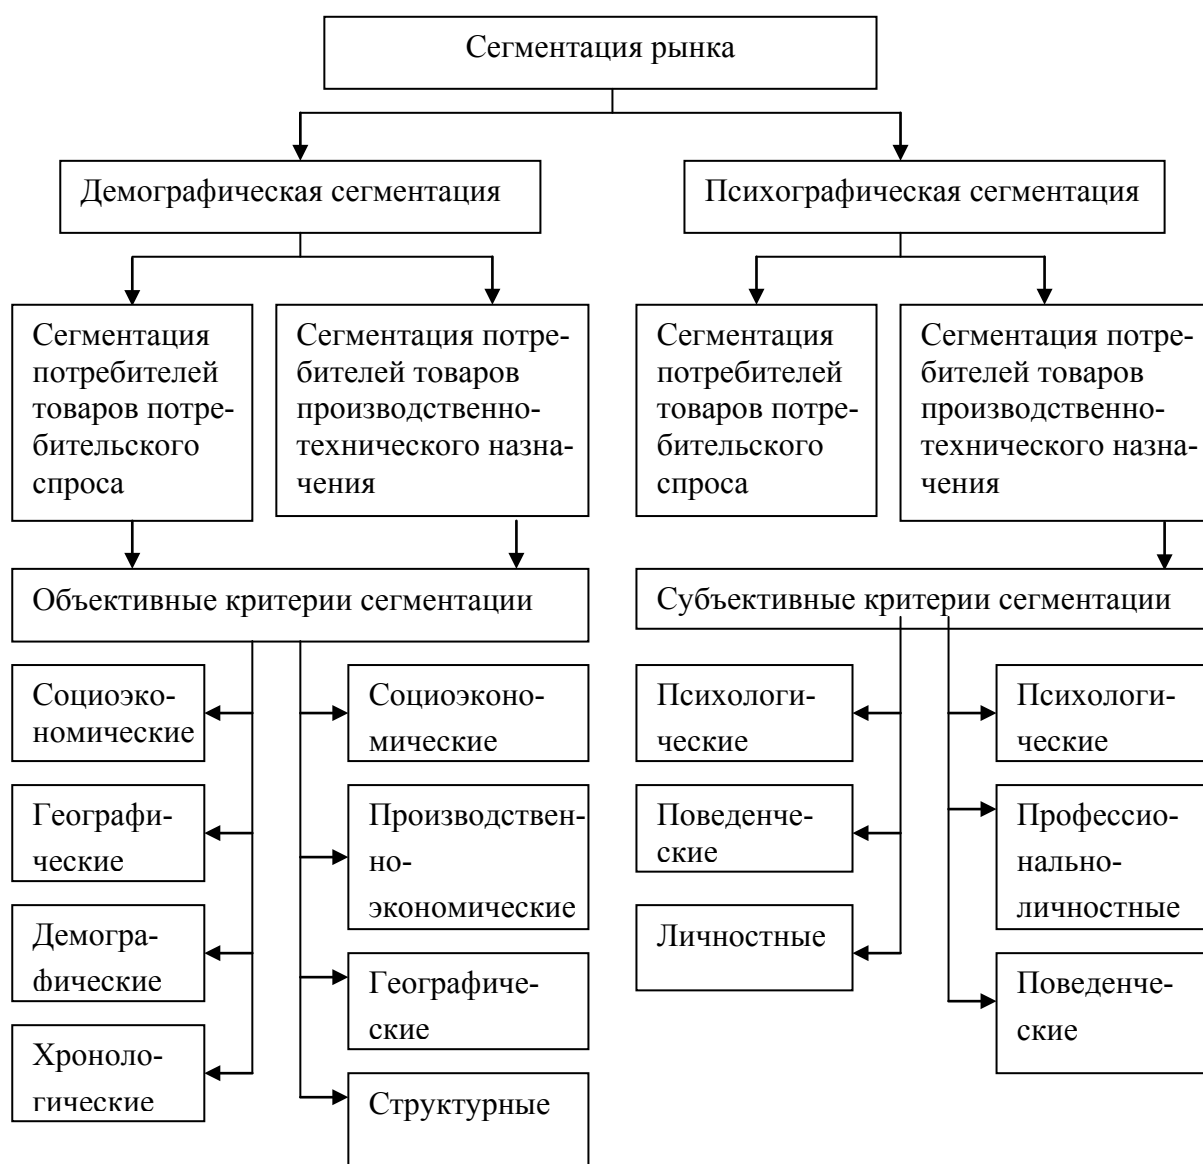 Сегментация рынка
Демографическая сегментация
Психографическая сегментация
Сегментация
потребителей
товаров потре-
бительского
спроса
Сегментация потре-
бителей товаров
производственно-
технического назна-
чения
Сегментация
потребителей
товаров потре-
бительского
спроса
Сегментация потре-
бителей товаров
производственно-
технического назна-
чения
Объективные критерии сегментации
Субъективные критерии сегментации
Социоэко-
номические
Географи-
ческие
Демогра-
фические
Хроноло-
гические
Социоэконо-
мические
Производствен-
но-
экономические
Географиче-
ские
Структурные
Психологи-
ческие
Поведенче-
ские
Личностные
Психологи-
ческие
Профессио-
нально-
личностные
Поведенче-
ские